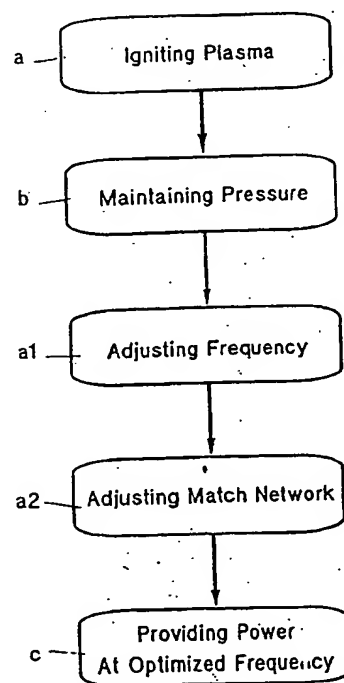 a
Igniting Plasma
b
Maintaining Pressure
a1
Adjusting Frequency
a2
Adjusting Match Network
c
Providing Power
At Optimized Frequency